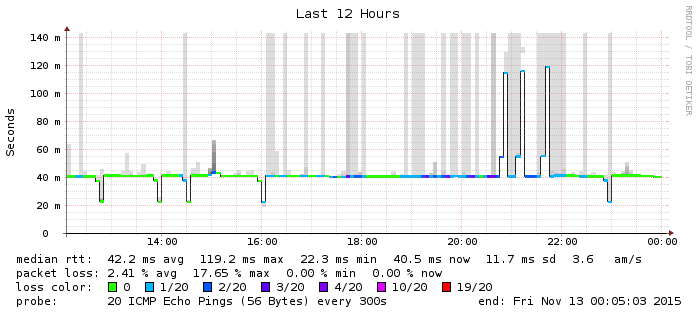 Last 12 Hours
RRDTOOL / TOBI OETIKER
Seconds
140 m
120 m
100 m
80 m
60 m
40 m
20 m
0
14:00 16:00 18:00 20:00 22:00 00:00
median rtt: 42.2 ms avg 119.2 ms max 22.3 ms min 40.5 ms now 11.7 ms sd 3.6 am/s
packet loss: 2.41 % avg 17.65 % max 0.00 % min 0.00 % now
loss color: 0 1/20 2/20 3/20 4/20 10/20 19/20
probe: 20 ICMP Echo Pings (56 Bytes) every 300s end: Fri Nov 13 00:05:03 2015